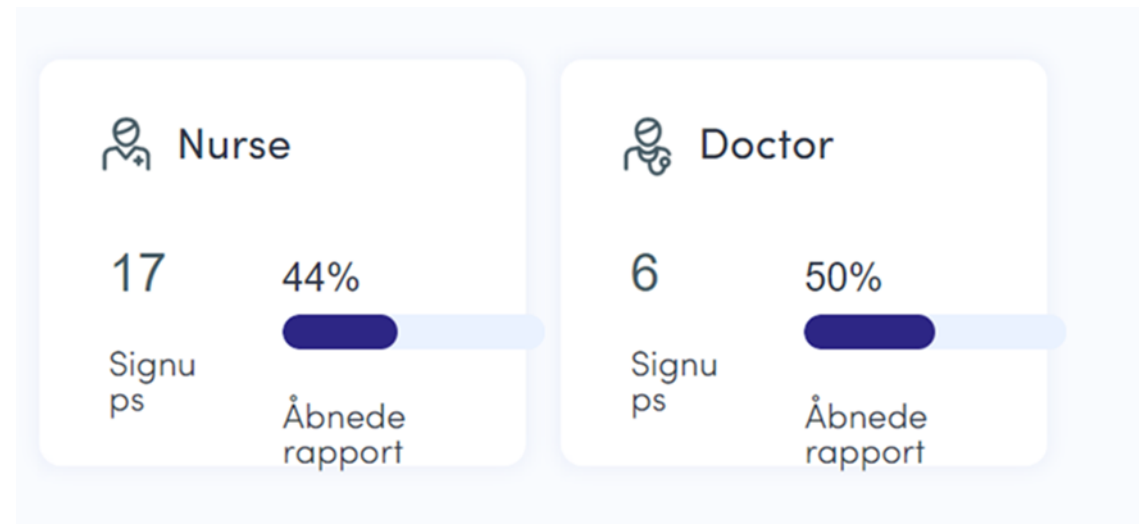 Nurse
17
44%
Signu
ps
Åbnede
rapport
Doctor
6
50%
Signu
ps
Åbnede
rapport